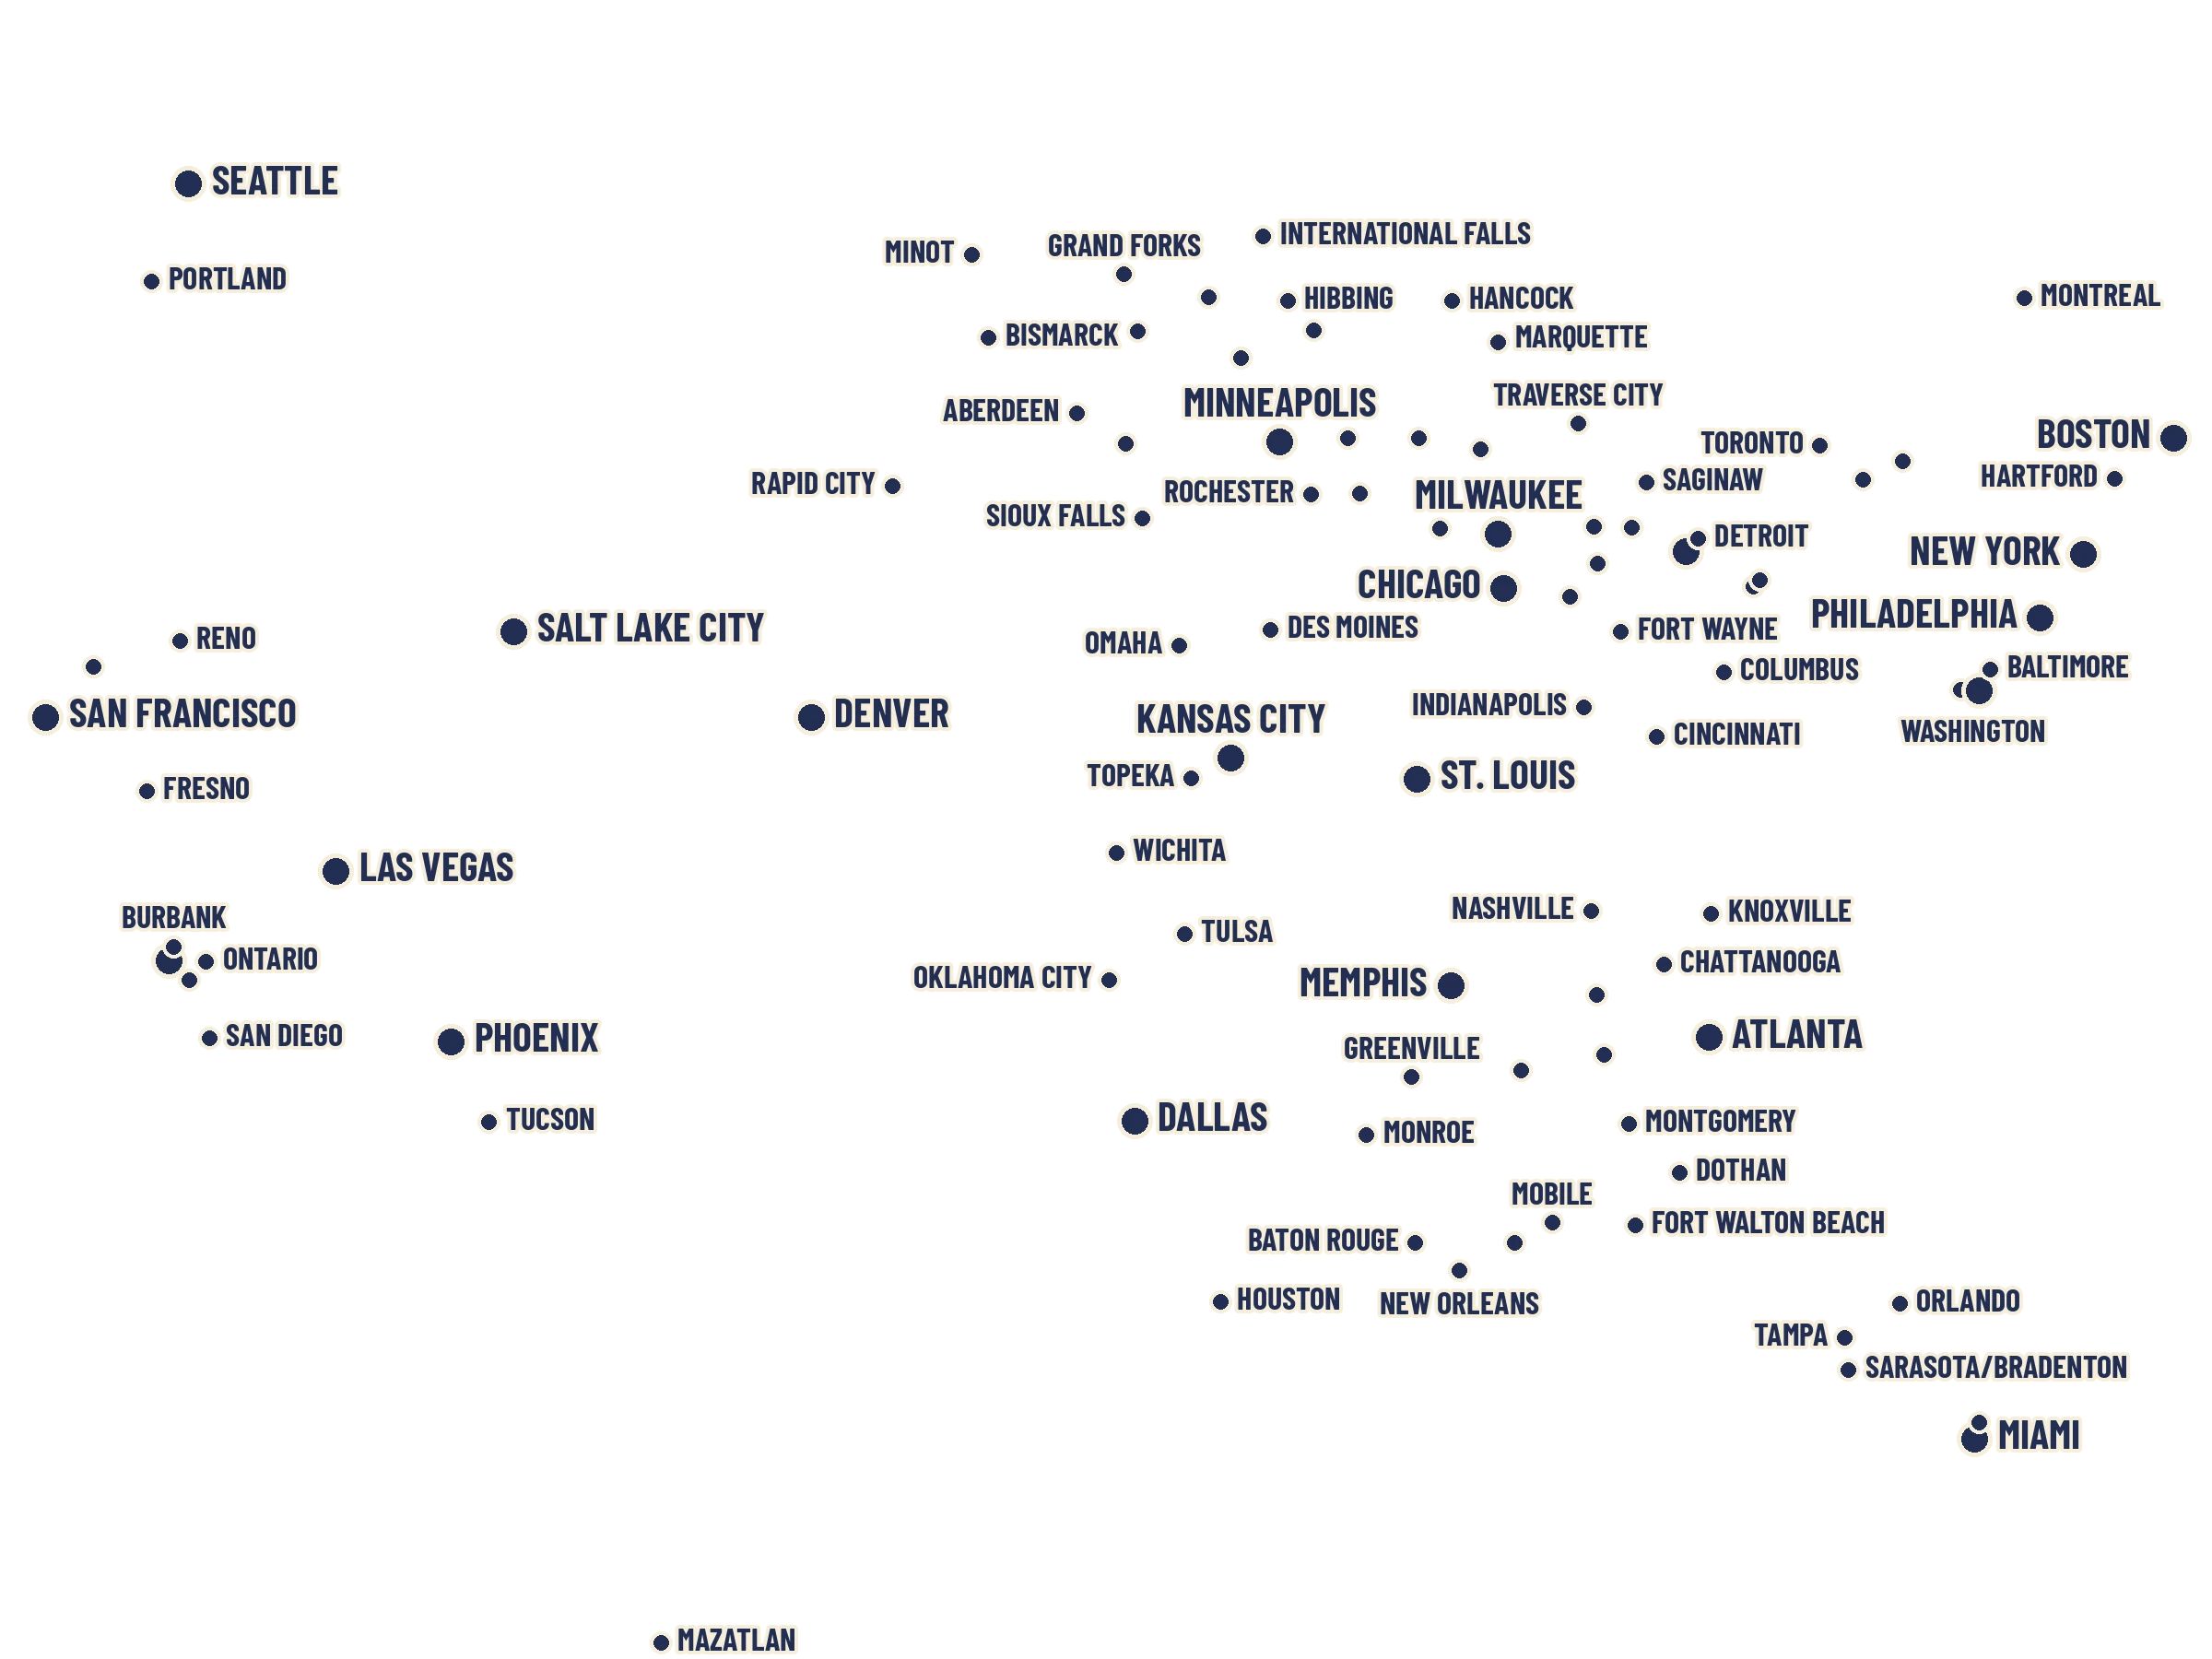 SEATTLE
PORTLAND
MINOT
GRAND FORKS
INTERNATIONAL FALLS
HIBBING
HANCOCK
MONTREAL
BISMARCK
MARQUETTE
ABERDEEN
MINNEAPOLIS
TRAVERSE CITY
TORONTO
BOSTON
RAPID CITY
ROCHESTER
MILWAUKEE
SAGINAW
HARTFORD
SIOUX FALLS
DETROIT
NEW YORK
CHICAGO
PHILADELPHIA
RENO
SALT LAKE CITY
OMAHA
DES MOINES
FORT WAYNE
COLUMBUS
BALTIMORE
SAN FRANCISCO
DENVER
KANSAS CITY
INDIANAPOLIS
CINCINNATI
WASHINGTON
TOPEKA
ST. LOUIS
FRESNO
LAS VEGAS
WICHITA
BURBANK
NASHVILLE
KNOXVILLE
ONTARIO
TULSA
CHATTANOOGA
OKLAHOMA CITY
MEMPHIS
SAN DIEGO
PHOENIX
GREENVILLE
ATLANTA
TUCSON
DALLAS
MONROE
MONTGOMERY
DOTHAN
MOBILE
BATON ROUGE
FORT WALTON BEACH
HOUSTON
NEW ORLEANS
ORLANDO
TAMPA
SARASOTA/BRADENTON
MIAMI
MAZATLAN